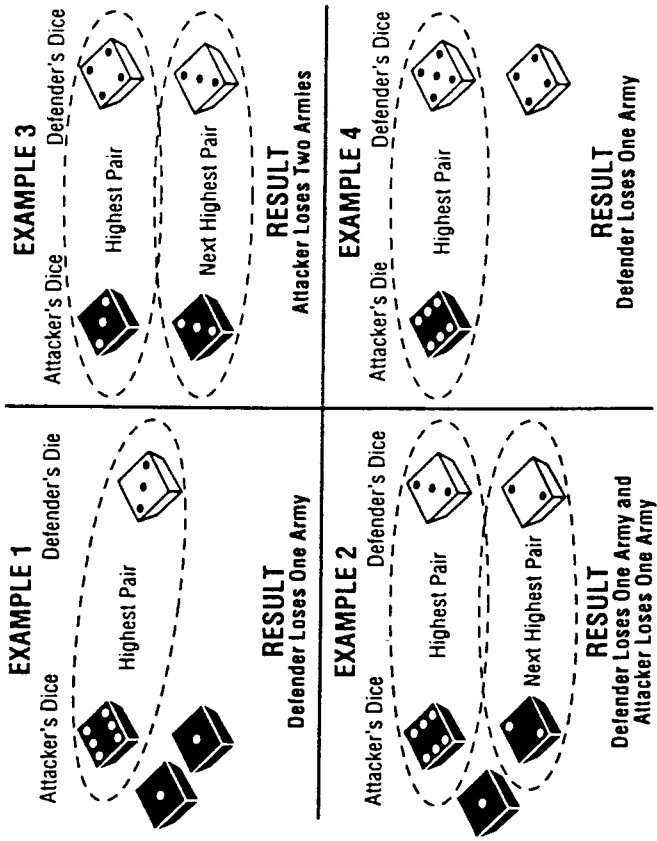 EXAMPLE 1
Attacker's Dice
Defender's Die
Highest Pair
RESULT
Defender Loses One Army
EXAMPLE 2
Attacker's Dice
Defender's Dice
Highest Pair
Next Highest Pair
RESULT
Defender Loses One Army and
Attacker Loses One Army
EXAMPLE 3
Attacker's Dice
Defender's Dice
Highest Pair
Next Highest Pair
RESULT
Attacker Loses Two Armies
EXAMPLE 4
Attacker's Die
Defender's Dice
Highest Pair
RESULT
Defender Loses One Army